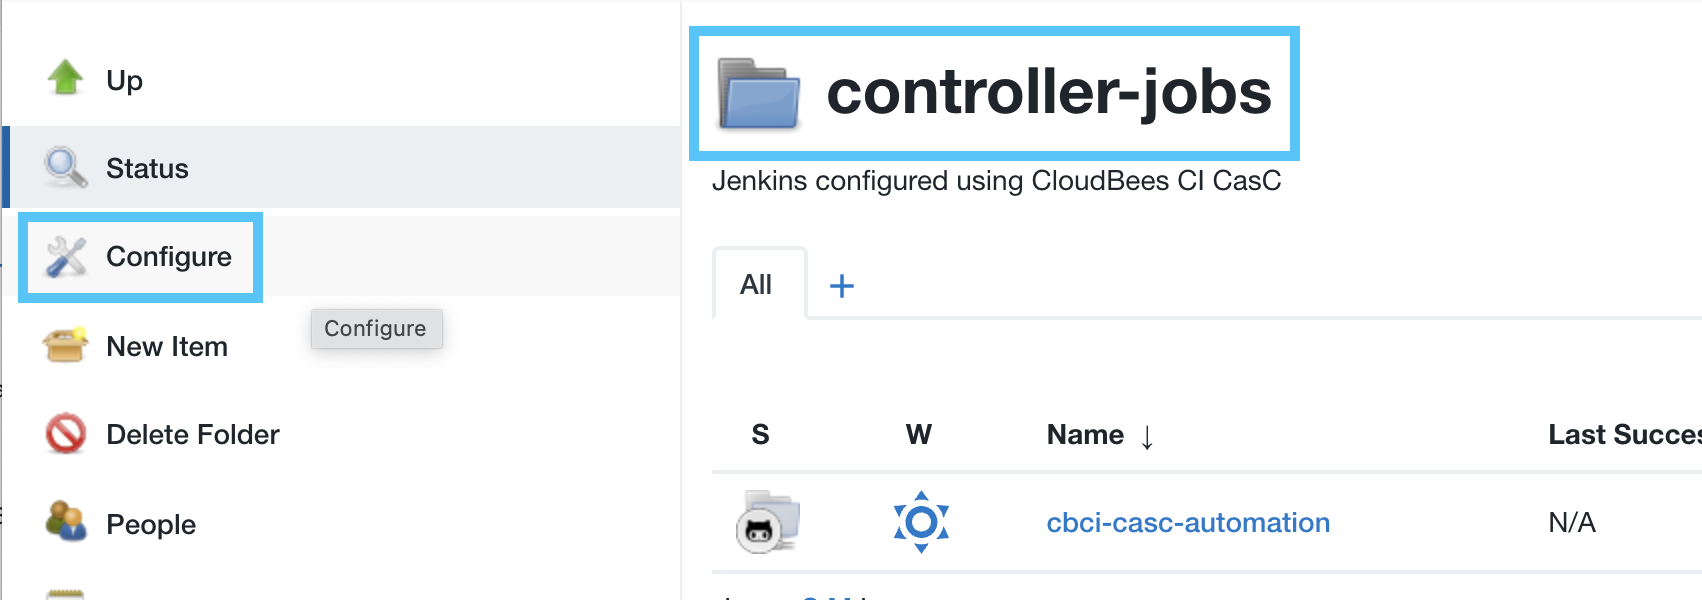 Up
Status
Configure
Configure
New Item
Delete Folder
People
controller-jobs
Jenkins configured using CloudBees CI CasC
All +
S W Name ↓ Last Succes
cbci-casc-automation N/A